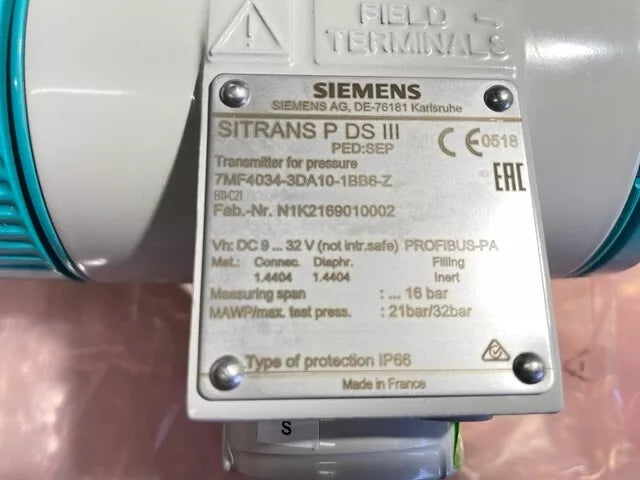 FIELD →
TERMINALS
SIEMENS
SIEMENS AG, DE-76181 Karlsruhe
SITRANS P DS III
PED:SEP
CE0518
Transmitter for pressure
7MF4034-3DA10-1BB6-Z
B11+C21
EAC
Fab.-Nr. N1K2169010002
Vh: DC 9 ... 32 V (not intr.safe) PROFIBUS-PA
Mat.: Connec. Diaphr. Filling
1.4404 1.4404 Inert
Measuring span : ... 16 bar
MAWP/max. test press. : 21bar/32bar
Type of protection IP66
Made in France
S